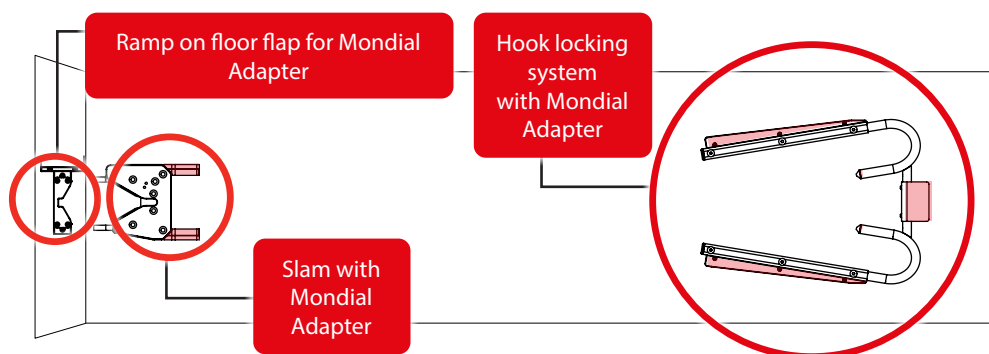 Ramp on floor flap for Mondial
Adapter
Hook locking
system
with Mondial
Adapter
Slam with
Mondial
Adapter